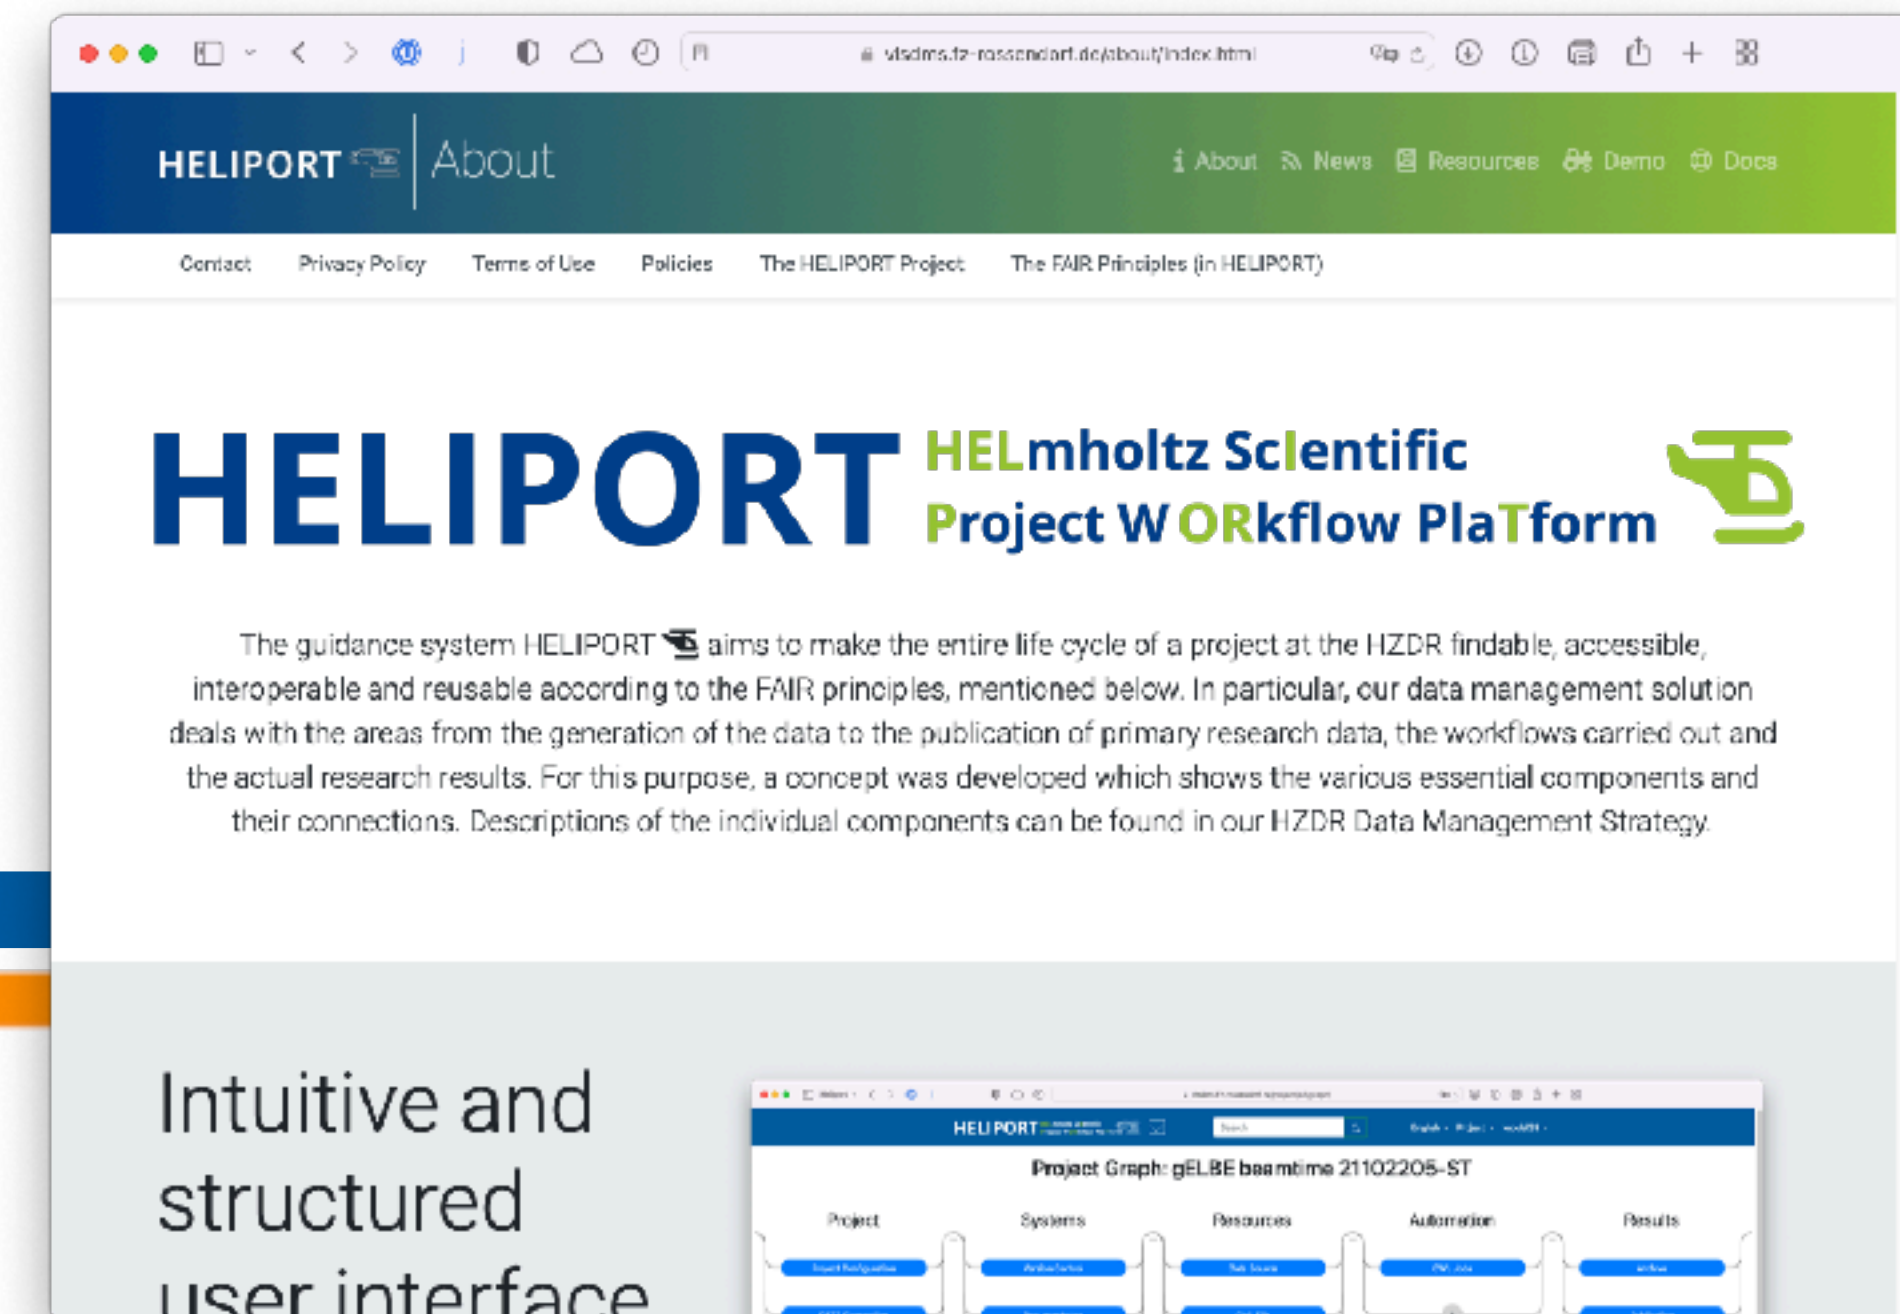 HELIPORT About
About News Resources Demo Docs
Contact Privacy Policy Terms of Use Policies The HELIPORT Project The FAIR Principles (in HELIPORT)
HELIPORT HELmholtz ScIentific
Project WORkflow PlaTform
The guidance system HELIPORT aims to make the entire life cycle of a project at the HZDR findable, accessible,
interoperable and reusable according to the FAIR principles, mentioned below. In particular, our data management solution
deals with the areas from the generation of the data to the publication of primary research data, the workflows carried out and
the actual research results. For this purpose, a concept was developed which shows the various essential components and
their connections. Descriptions of the individual components can be found in our HZDR Data Management Strategy.
Intuitive and
structured
user interface
HELIPORT
Search
Project Graph: gELBE beamtime 21102205-ST
Project Systems Resources Automation Results